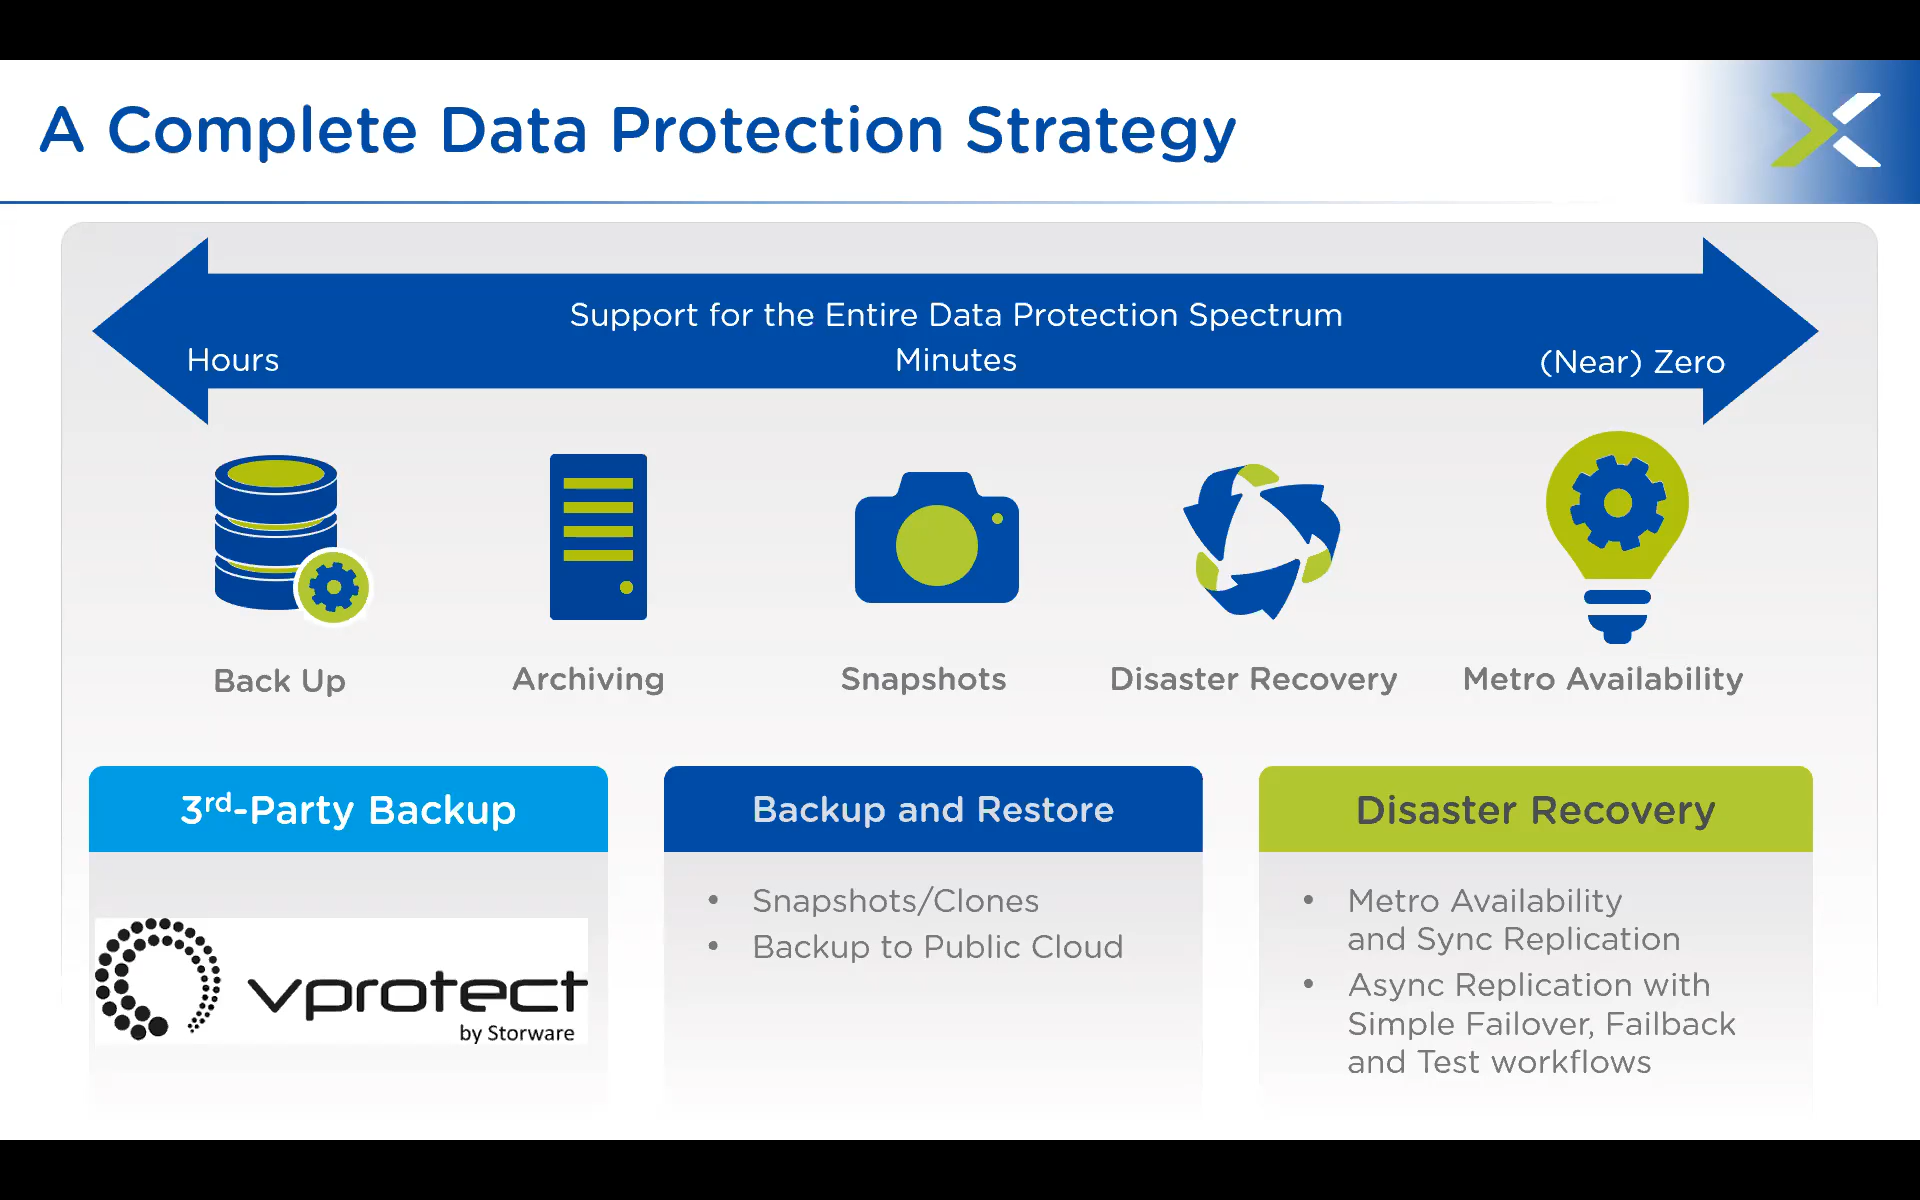 A Complete Data Protection Strategy
Support for the Entire Data Protection Spectrum
Hours
Minutes
(Near) Zero
Back Up
Archiving
Snapshots
Disaster Recovery
Metro Availability
3rd-Party Backup
vprotect
by Storware
Backup and Restore
• Snapshots/Clones
• Backup to Public Cloud
Disaster Recovery
• Metro Availability
and Sync Replication
• Async Replication with
Simple Failover, Failback
and Test workflows